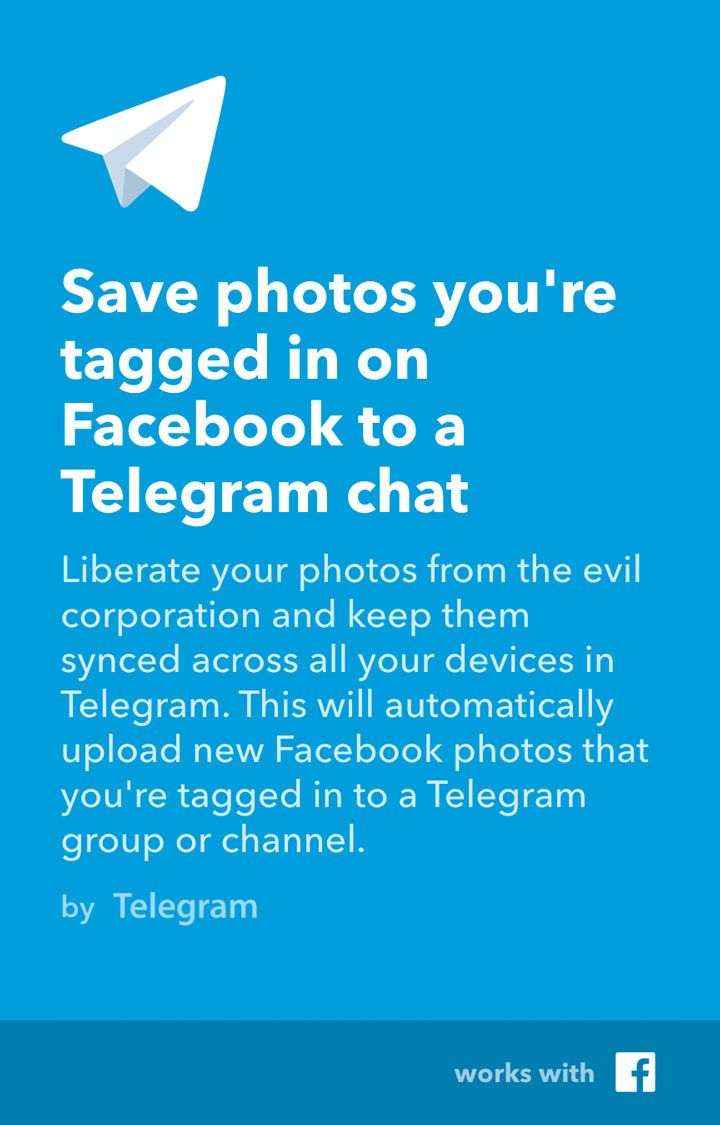 Save photos you're
tagged in on
Facebook to a
Telegram chat
Liberate your photos from the evil
corporation and keep them
synced across all your devices in
Telegram. This will automatically
upload new Facebook photos that
you're tagged in to a Telegram
group or channel.
by Telegram
works with f